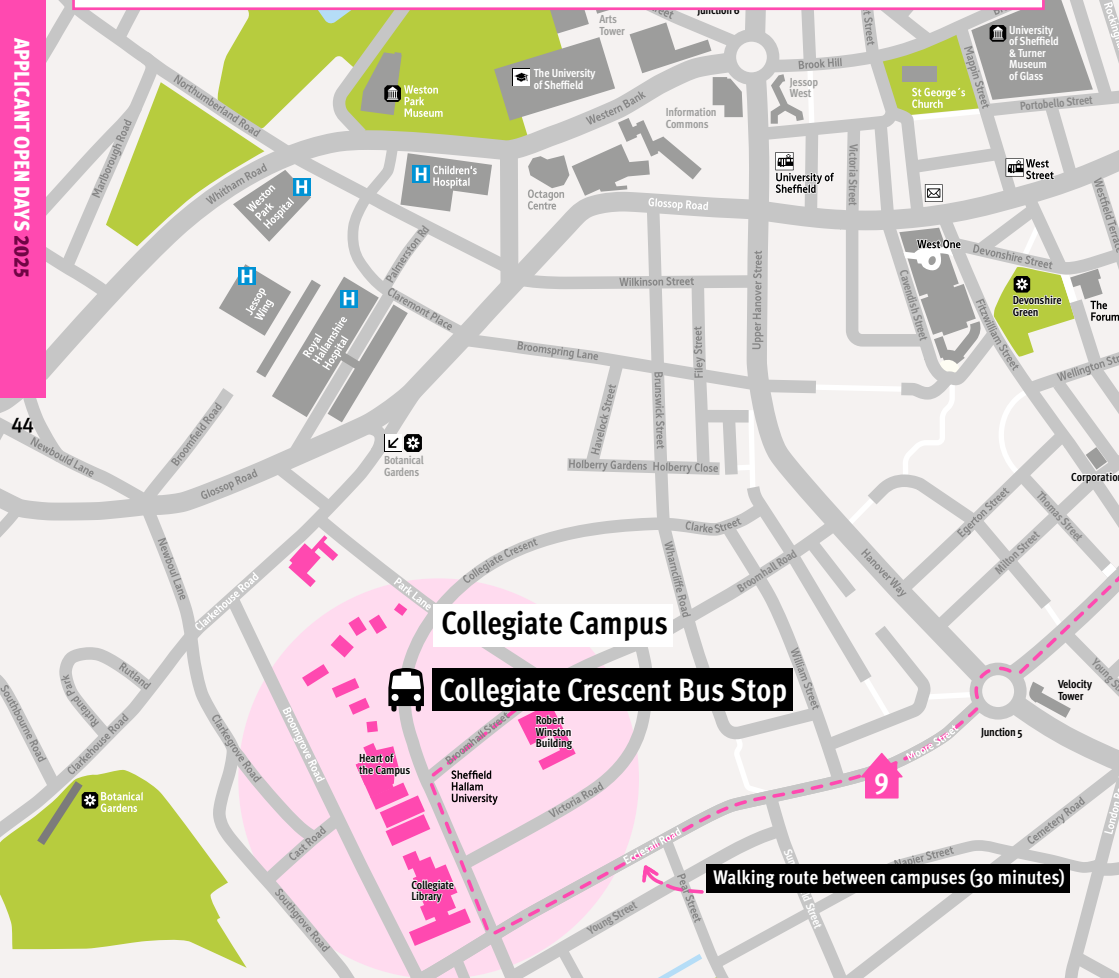 APPLICANT OPEN DAYS 2025
44
Junction 6
Arts
Tower
Brook Hill
University
of Sheffield
& Turner
Museum
of Glass
Mappin Street
Portobello Street
St George´s
Church
Jessop
West
The University
of Sheffield
Weston
Park
Museum
Western Bank
Information
Commons
Northumberland Road
Marlborough Road
Whitham Road
Weston
Park
Hospital
H
H
Children's
Hospital
Octagon
Centre
Glossop Road
University of
Sheffield
Victoria Street
West
Street
West One
Devonshire Street
Devonshire
Green
The
Forum
Cavendish Street
Fitzwilliam Street
Upper Hanover Street
Wilkinson Street
Palmerston Rd
Claremont Place
H
Jessop
Wing
H
Royal
Hallamshire
Hospital
Broomspring Lane
Filey Street
Brunswick Street
Havelock Street
Holberry Gardens
Holberry Close
Botanical
Gardens
Broomfield Road
Newbould Lane
Glossop Road
Newboul Lane
Clarkehouse Road
Park Lane
Collegiate Cresent
Clarke Street
Wharncliffe Road
Broomhall Road
Hanover Way
Egerton Street
Thomas Street
Milton Street
William Street
Collegiate Campus
Collegiate Crescent Bus Stop
Broomhall Street
Robert
Winston
Building
Heart of
the Campus
Sheffield
Hallam
University
Victoria Road
Collegiate
Library
Broomgrove Road
Clarkegrove Road
Cast Road
Southgrove Road
Rutland
Rutland Park
Clarkehouse Road
Southbourne Road
Botanical
Gardens
Velocity
Tower
Junction 5
Moore Street
9
Ecclesall Road
Cemetery Road
Napier Street
Walking route between campuses (30 minutes)
Young Street